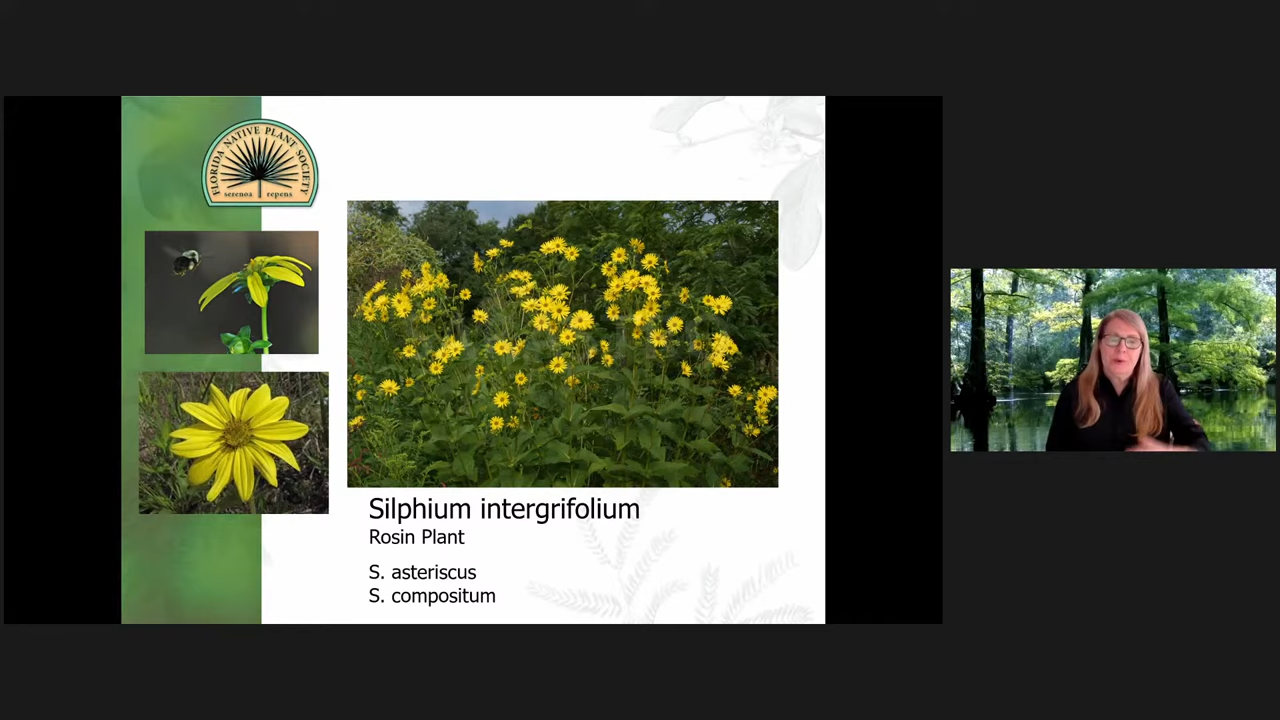 FLORIDA NATIVE PLANT SOCIETY
serenoa repens
Silphium intergrifolium
Rosin Plant
S. asteriscus
S. compositum